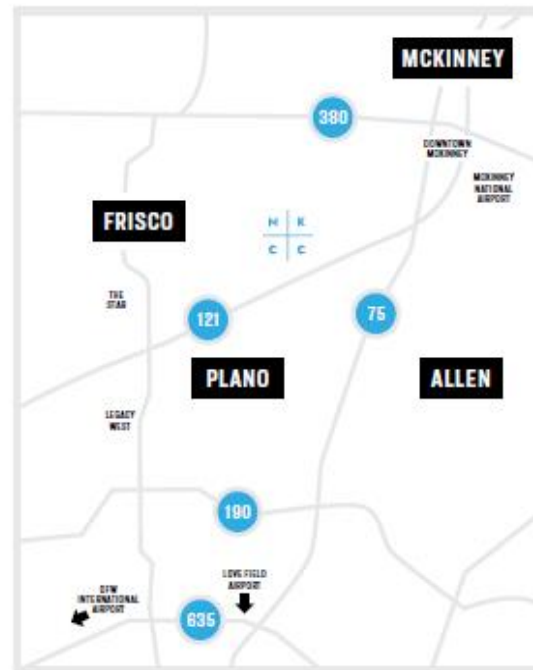 MCKINNEY
380
DOWNTOWN
MCKINNEY
MCKINNEY
NATIONAL
AIRPORT
FRISCO
N K
C C
THE
STAR
121
75
PLANO
ALLEN
LEGACY
WEST
190
LOVE FIELD
AIRPORT
DFW
INTERNATIONAL
AIRPORT
635